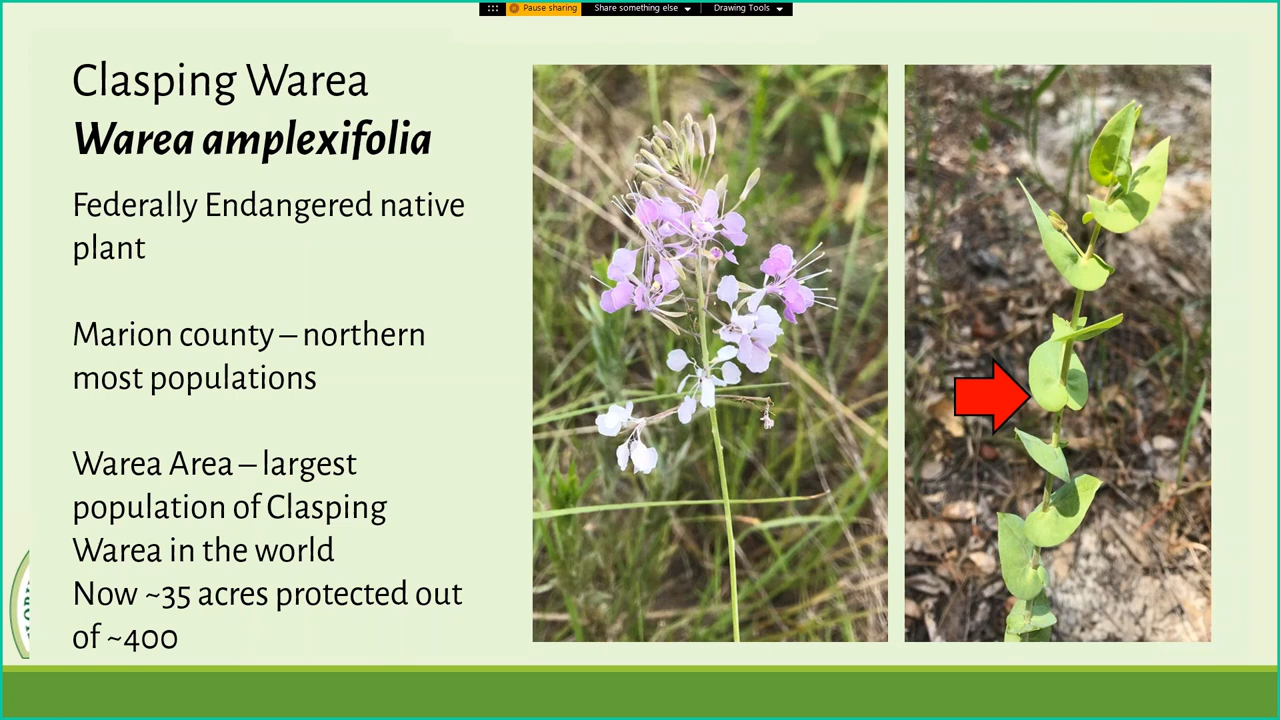 Pause sharing
Share something else
Drawing Tools
Clasping Warea
Warea amplexifolia
Federally Endangered native
plant
Marion county – northern
most populations
Warea Area – largest
population of Clasping
Warea in the world
Now ~35 acres protected out
of ~400